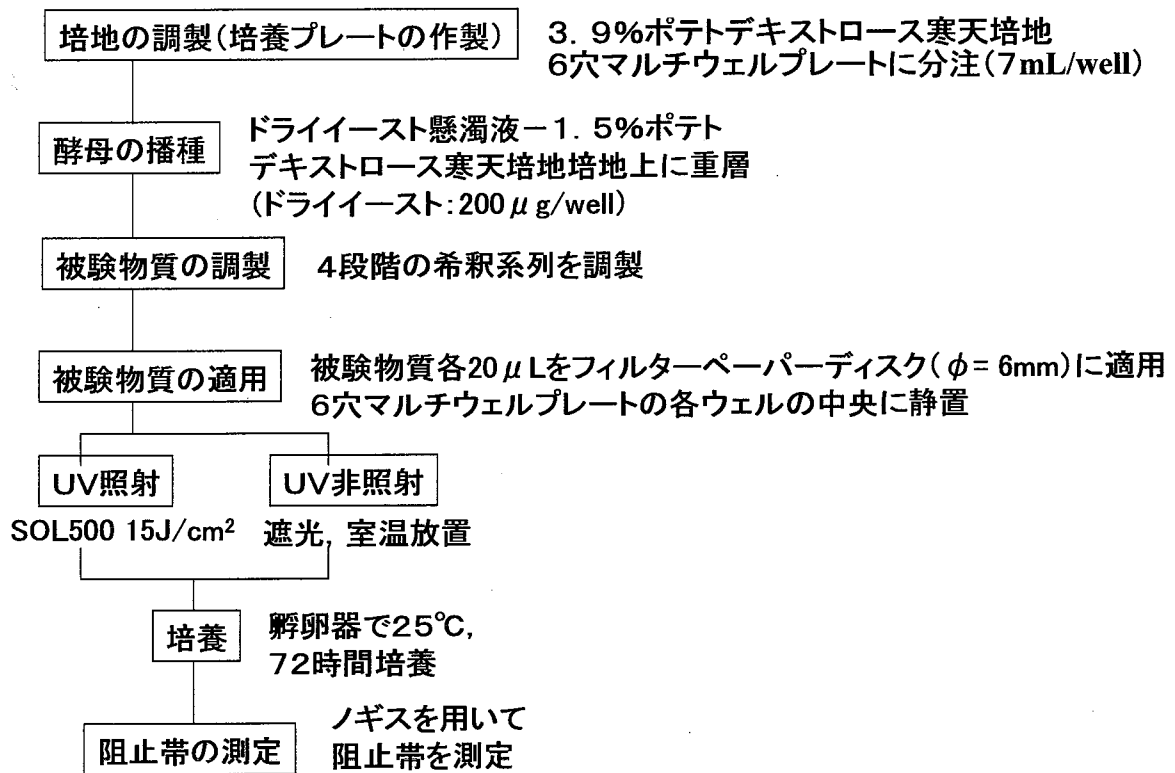 培地の調製(培養プレートの作製)
3.9%ポテトデキストロース寒天培地
6穴マルチウェルプレートに分注(7mL/well)
酵母の播種
ドライイースト懸濁液-1.5%ポテト
デキストロース寒天培地培地上に重層
(ドライイースト:200μg/well)
被験物質の調製
4段階の希釈系列を調製
被験物質の適用
被験物質各20μLをフィルターペーパーディスク(φ=6mm)に適用
6穴マルチウェルプレートの各ウェルの中央に静置
UV照射
UV非照射
SOL500 15J/cm²
遮光,室温放置
培養
孵卵器で25℃,
72時間培養
阻止帯の測定
ノギスを用いて
阻止帯を測定